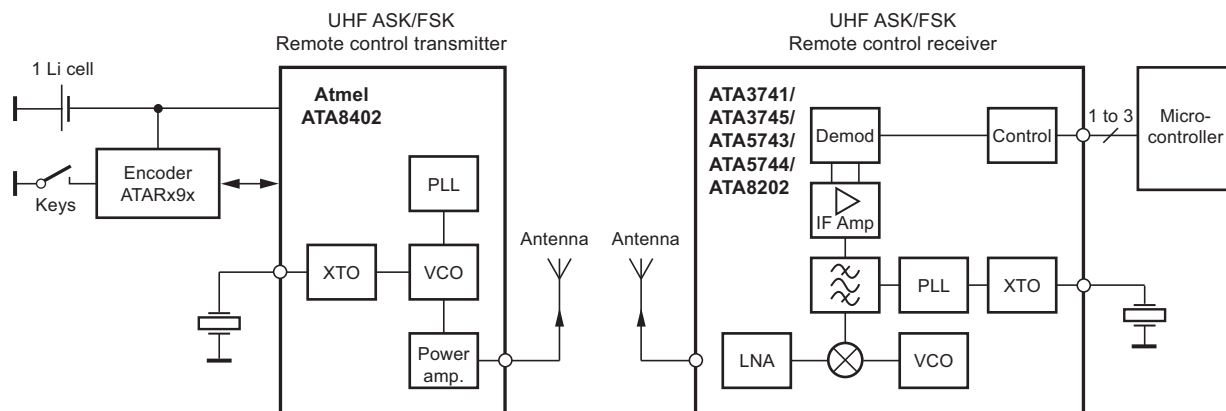 UHF ASK/FSK
Remote control transmitter
UHF ASK/FSK
Remote control receiver
1 Li cell
Atmel
ATA8402
Encoder
ATARx9x
Keys
PLL
XTO
VCO
Power
amp.
Antenna
Antenna
ATA3741/
ATA3745/
ATA5743/
ATA5744/
ATA8202
Demod
Control
IF Amp
PLL
XTO
LNA
VCO
1 to 3
Micro-
controller